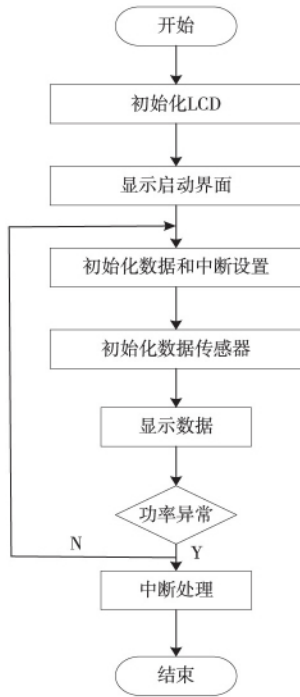 开始
初始化LCD
显示启动界面
初始化数据和中断设置
初始化数据传感器
显示数据
功率异常
N
Y
中断处理
结束